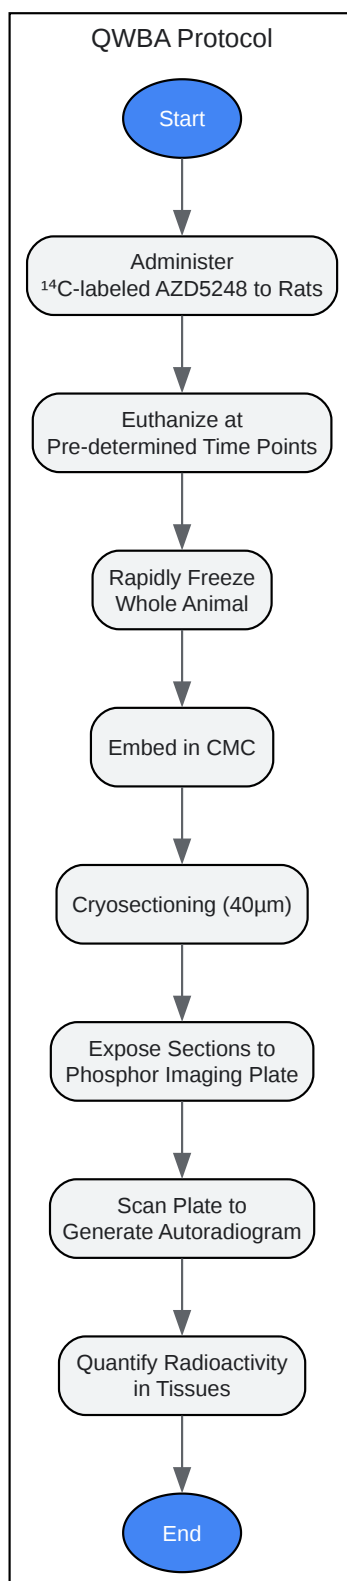 QWBA Protocol
Start
Administer
¹⁴C-labeled AZD5248 to Rats
Euthanize at
Pre-determined Time Points
Rapidly Freeze
Whole Animal
Embed in CMC
Cryosectioning (40µm)
Expose Sections to
Phosphor Imaging Plate
Scan Plate to
Generate Autoradiogram
Quantify Radioactivity
in Tissues
End